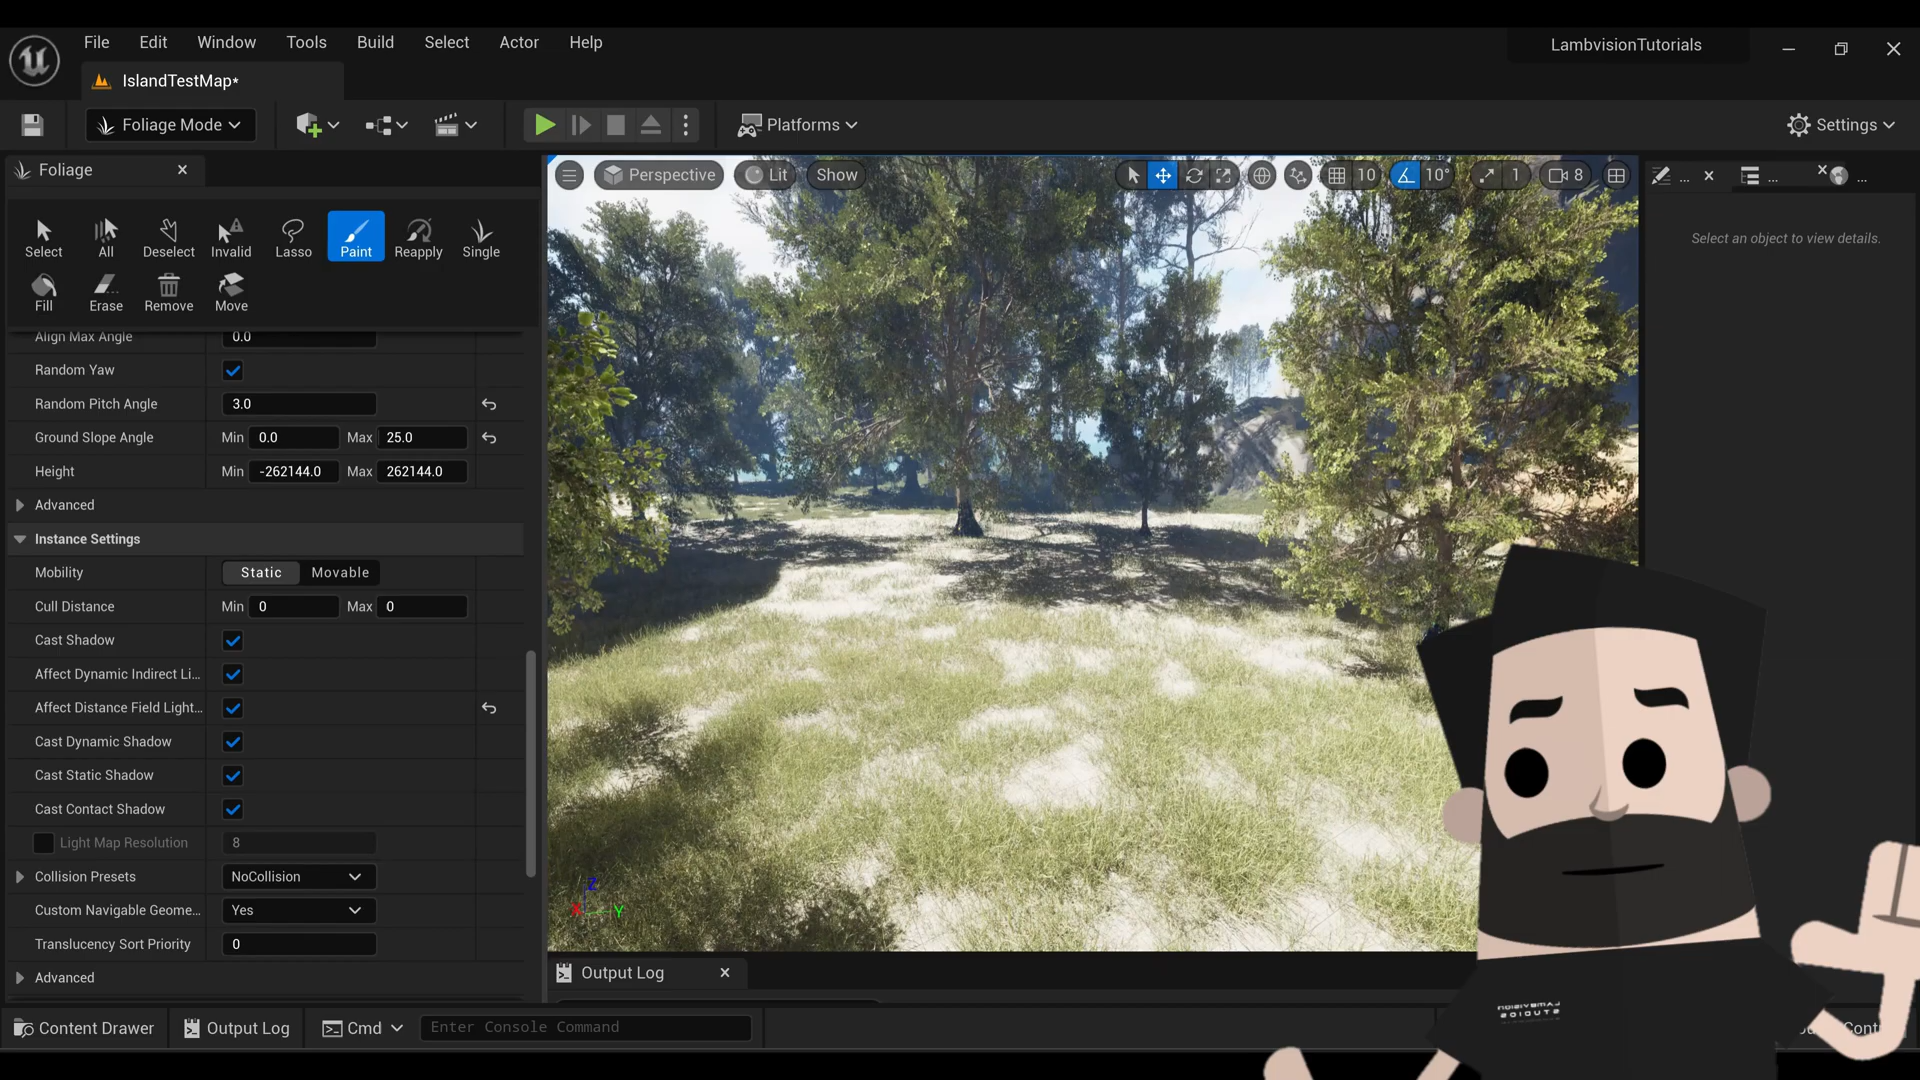 File Edit Window Tools Build Select Actor Help
LambvisionTutorials
IslandTestMap*
Foliage Mode
Platforms
Settings
Foliage
Perspective
Lit
Show
10
10°
1
8
...
...
...
Select
All
Deselect
Invalid
Lasso
Paint
Reapply
Single
Select an object to view details.
Fill
Erase
Remove
Move
Align Max Angle 0.0
Random Yaw
Random Pitch Angle 3.0
Ground Slope Angle Min 0.0 Max 25.0
Height Min -262144.0 Max 262144.0
Advanced
Instance Settings
Mobility Static Movable
Cull Distance Min 0 Max 0
Cast Shadow
Affect Dynamic Indirect Li...
Affect Distance Field Light...
Cast Dynamic Shadow
Cast Static Shadow
Cast Contact Shadow
Light Map Resolution 8
Collision Presets NoCollision
Custom Navigable Geome... Yes
Translucency Sort Priority 0
Advanced
Z
X
Y
Output Log
Content Drawer
Output Log
Cmd
Enter Console Command